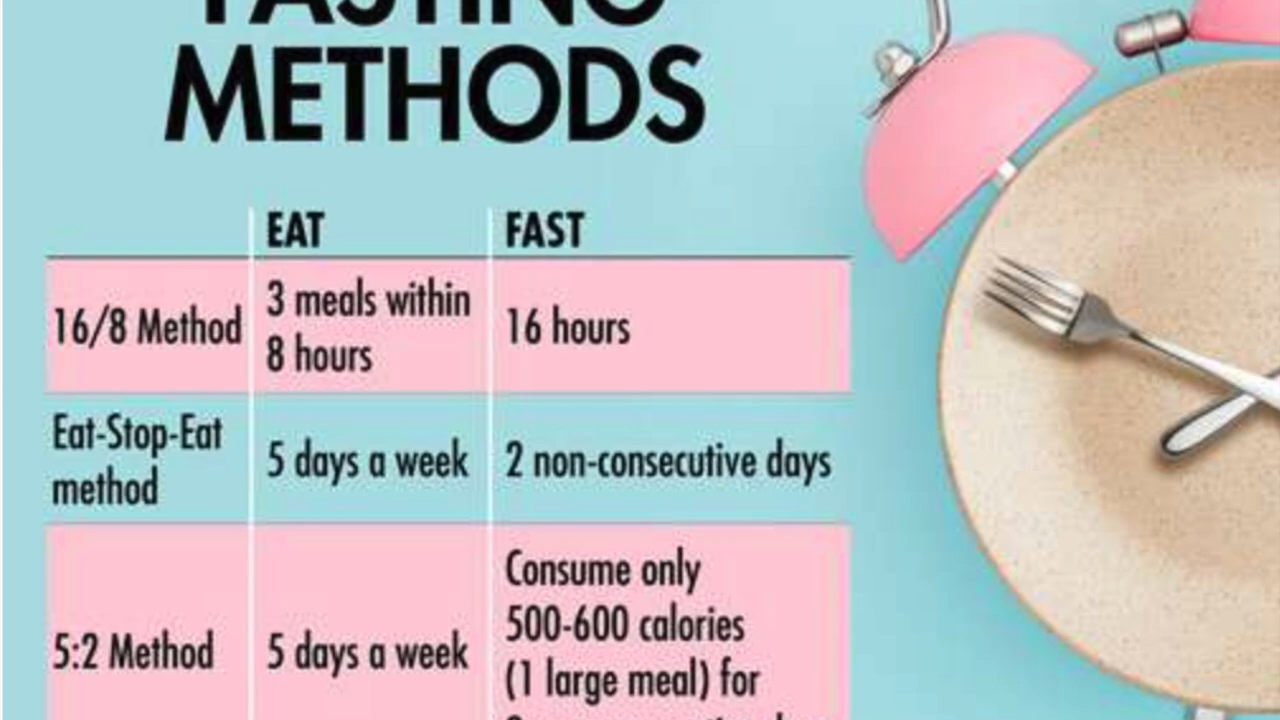 FASTING
METHODS
EAT
FAST
16/8 Method
3 meals within
8 hours
16 hours
Eat-Stop-Eat
method
5 days a week
2 non-consecutive days
5:2 Method
5 days a week
Consume only
500-600 calories
(1 large meal) for